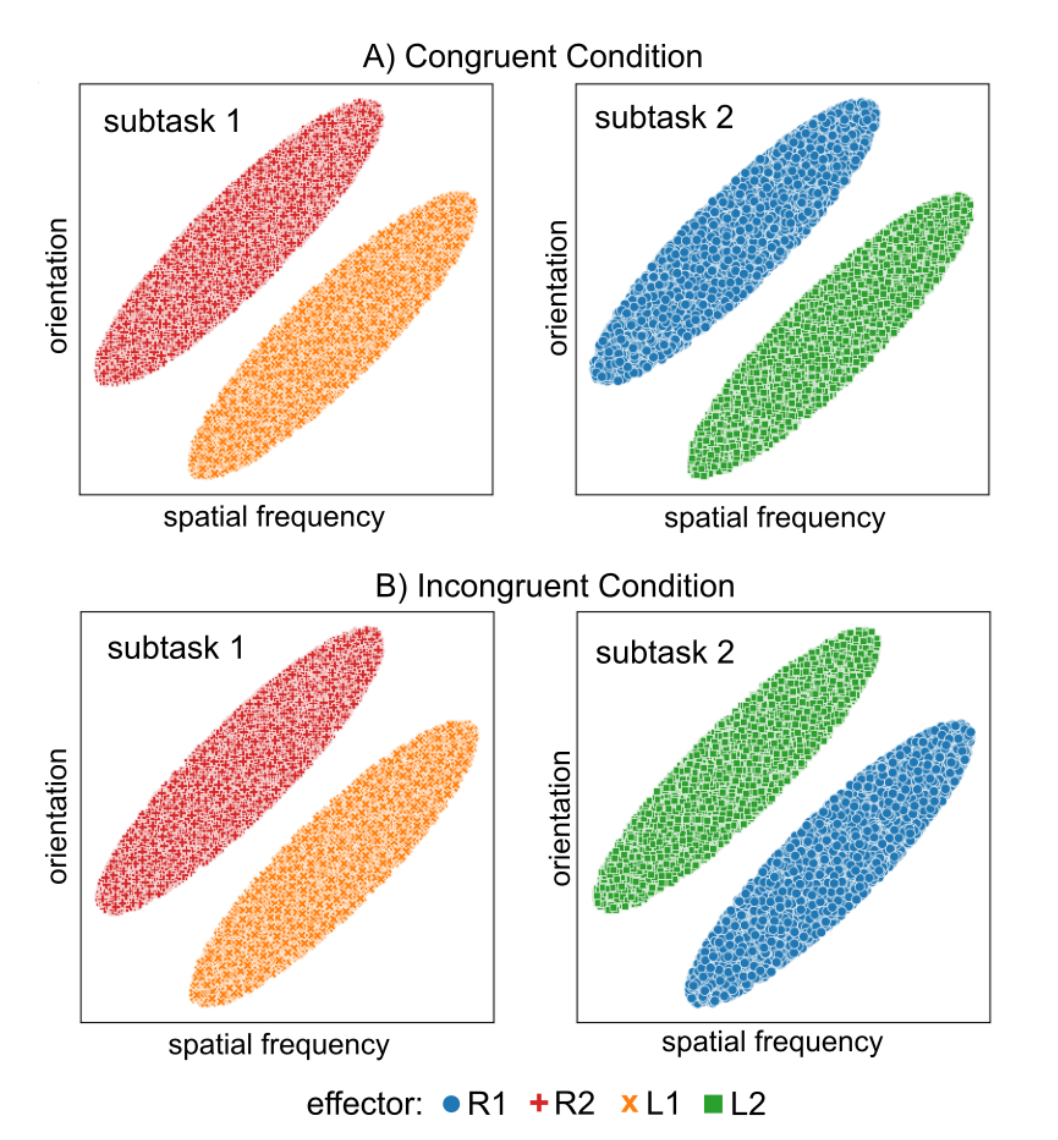 A) Congruent Condition
subtask 1
subtask 2
orientation
orientation
spatial frequency
spatial frequency
B) Incongruent Condition
subtask 1
subtask 2
orientation
orientation
spatial frequency
spatial frequency
effector: R1 R2 L1 L2